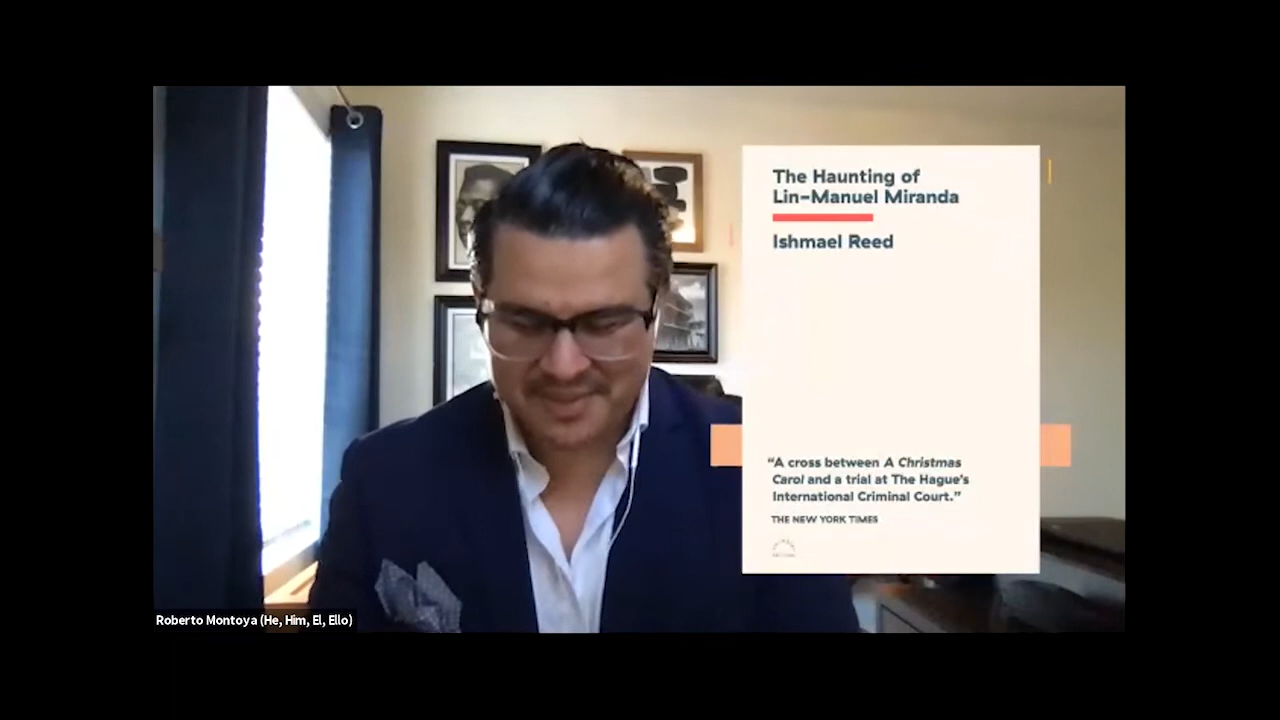 The Haunting of
Lin-Manuel Miranda
Ishmael Reed
“A cross between A Christmas
Carol and a trial at The Hague's
International Criminal Court.”
THE NEW YORK TIMES
Roberto Montoya (He, Him, El, Ello)